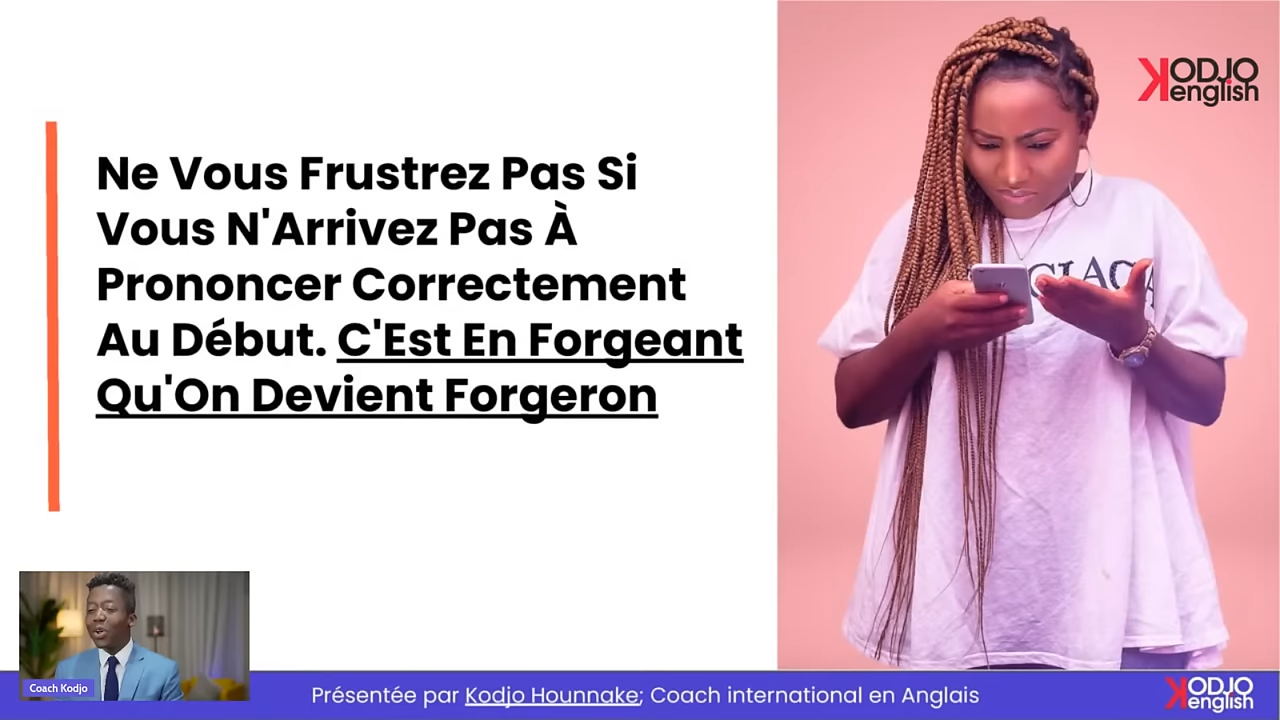 KODJO
english
Ne Vous Frustrez Pas Si
Vous N'Arrivez Pas À
Prononcer Correctement
Au Début. C'Est En Forgeant
Qu'On Devient Forgeron
Coach Kodjo
Présentée par Kodjo Hounnake; Coach international en Anglais
KODJO
english